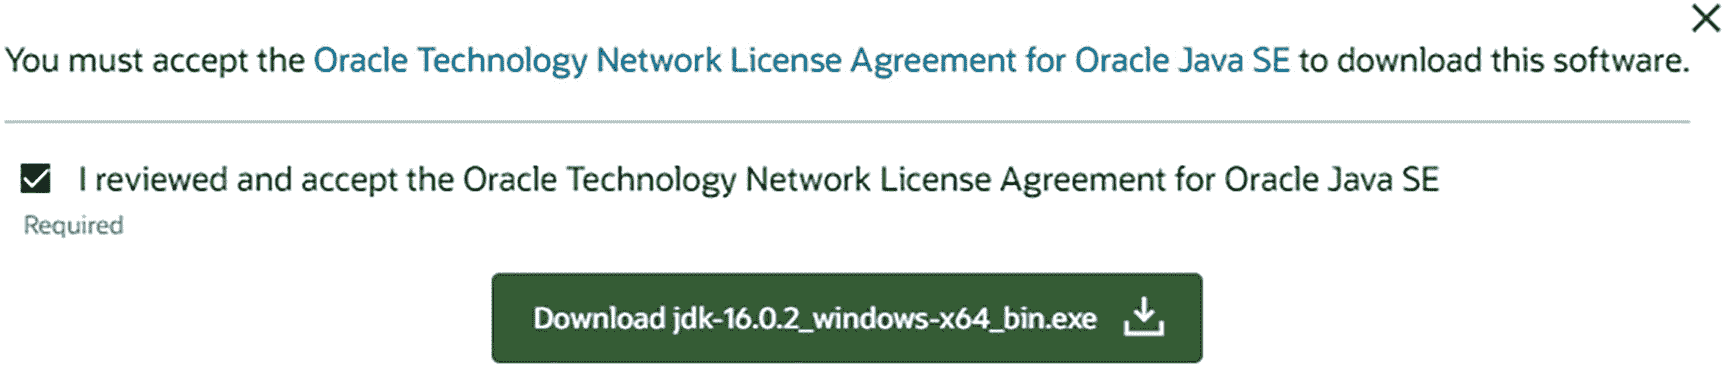 You must accept the Oracle Technology Network License Agreement for Oracle Java SE to download this software.
I reviewed and accept the Oracle Technology Network License Agreement for Oracle Java SE
Required
Download jdk-16.0.2_windows-x64_bin.exe